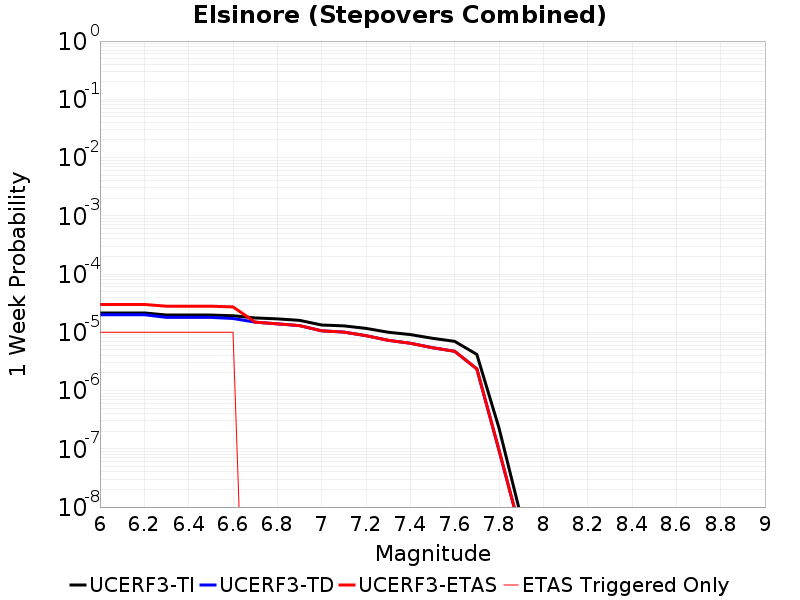 Elsinore (Stepovers Combined)
1 Week Probability
10^0
10^-1
10^-2
10^-3
10^-4
10^-5
10^-6
10^-7
10^-8
6 6.2 6.4 6.6 6.8 7 7.2 7.4 7.6 7.8 8 8.2 8.4 8.6 8.8 9
Magnitude
UCERF3-TI UCERF3-TD UCERF3-ETAS ETAS Triggered Only